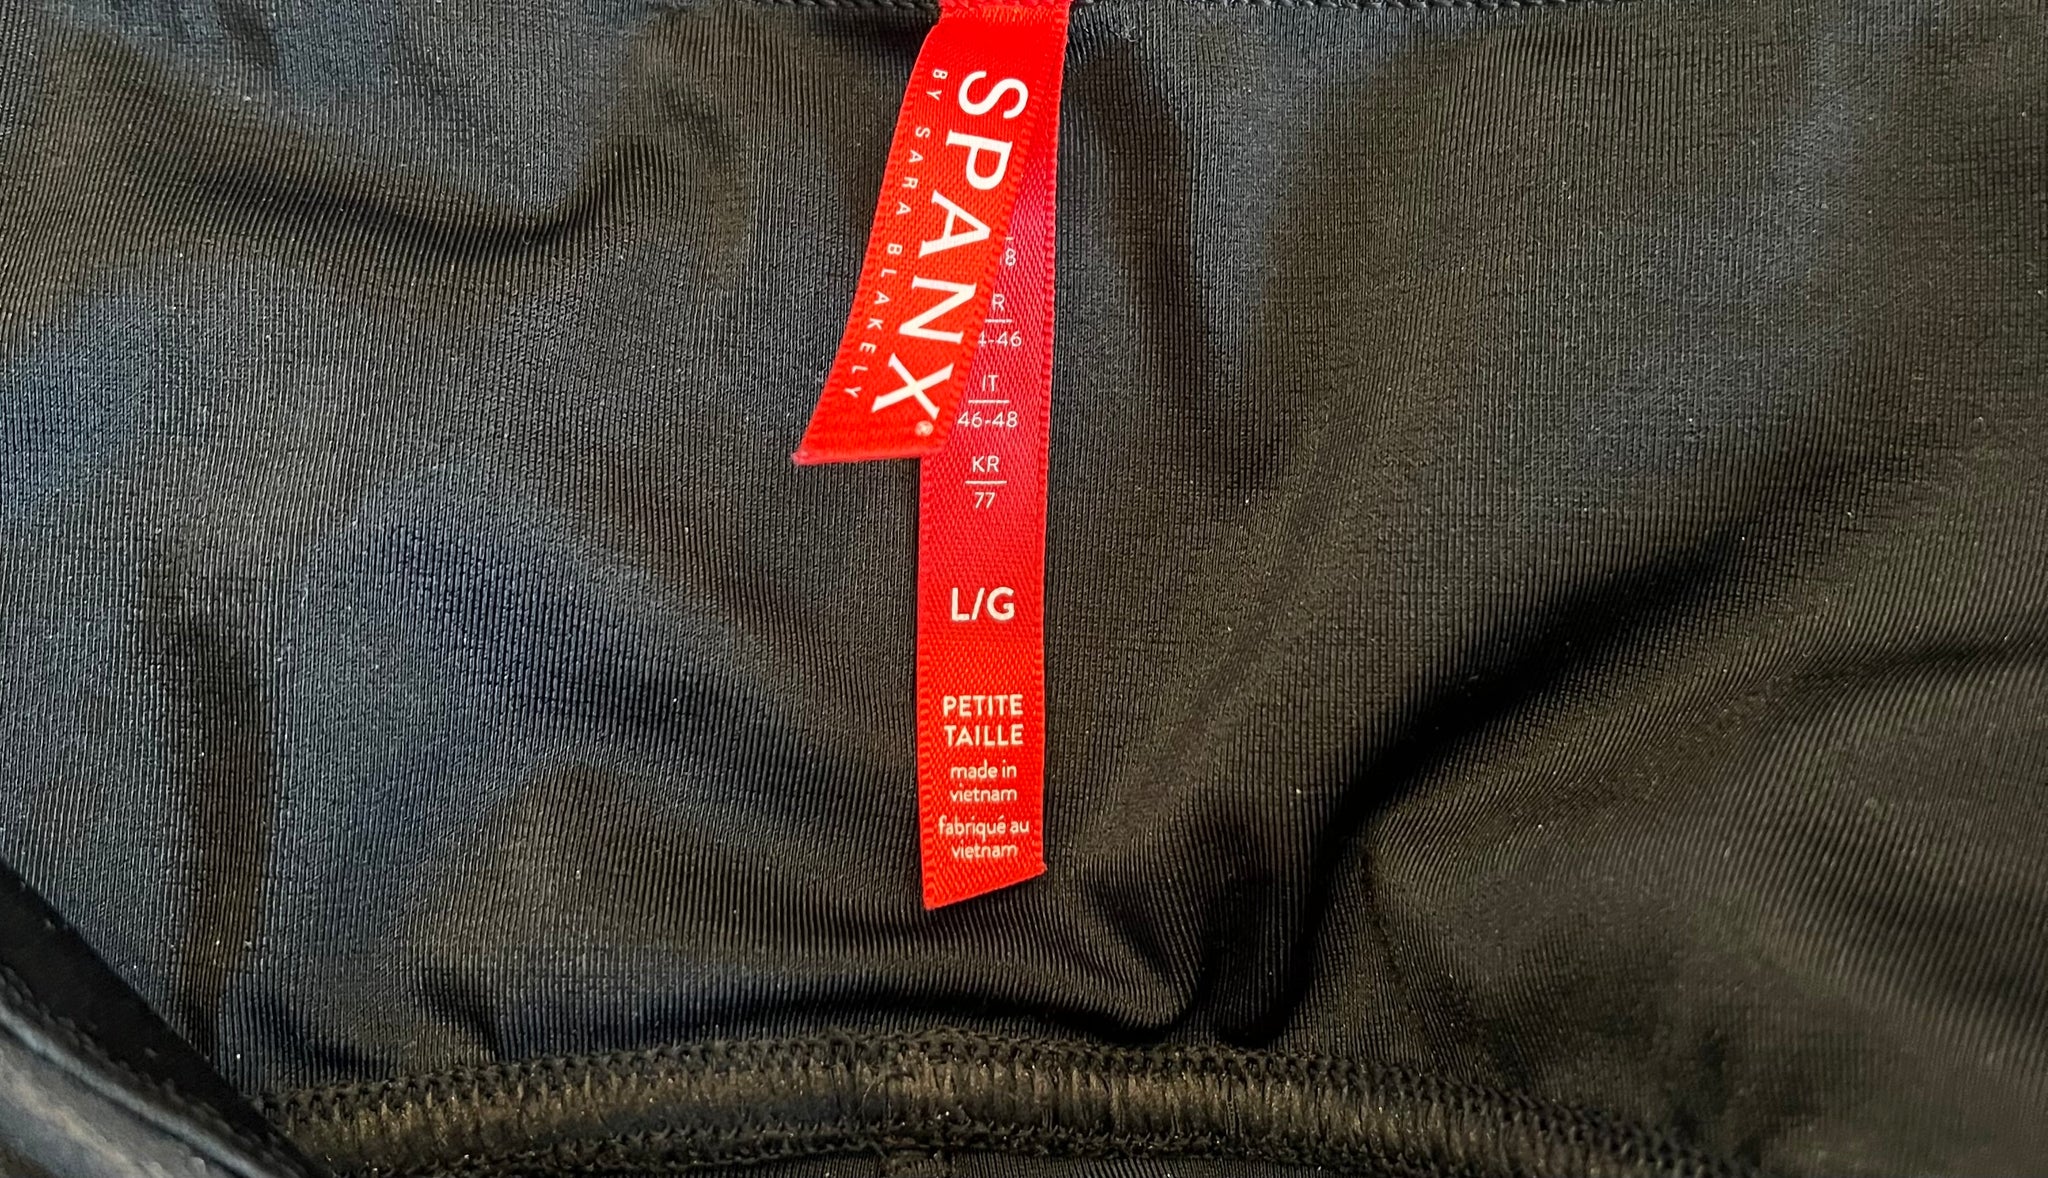 SPANX®
BY SARA BLAKELY
IT
46-48
KR
77
L/G
PETITE
TAILLE
made in
vietnam
fabriqué au
vietnam